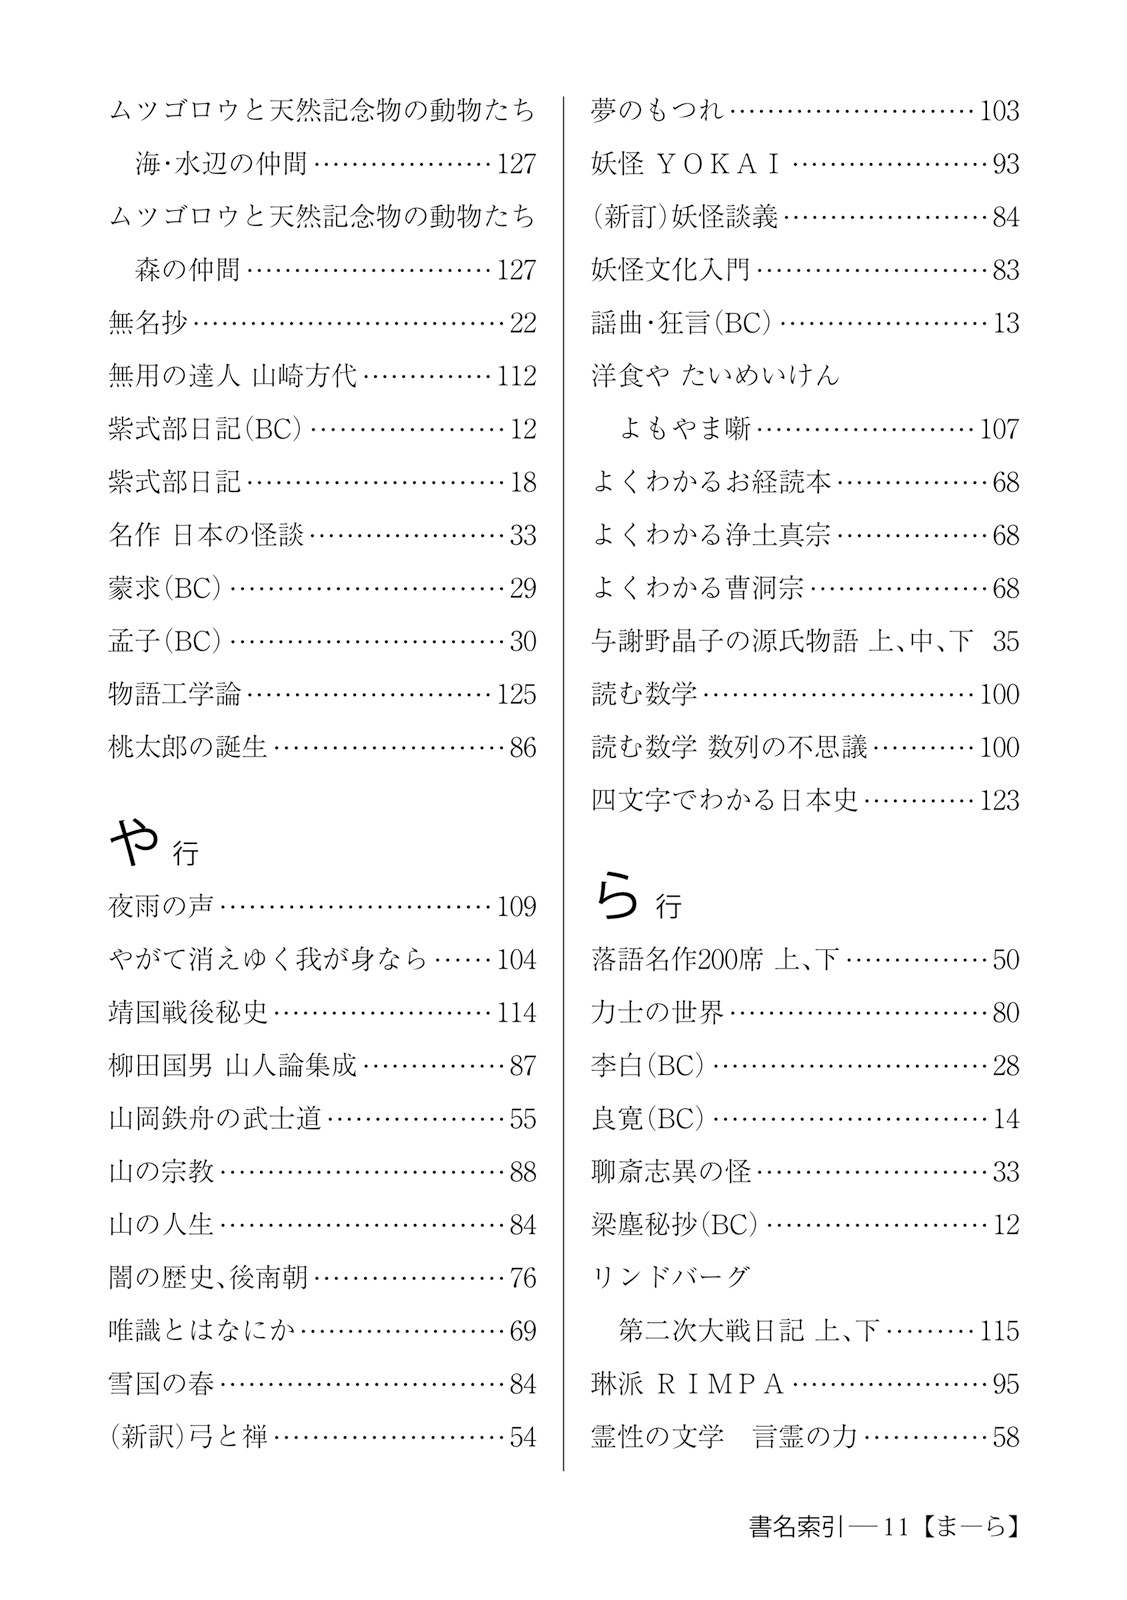 ムツゴロウと天然記念物の動物たち
海・水辺の仲間………………127
ムツゴロウと天然記念物の動物たち
森の仲間………………………127
無名抄……………………………22
無用の達人 山崎方代……………112
紫式部日記(BC)…………………12
紫式部日記………………………18
名作 日本の怪談…………………33
蒙求(BC)…………………………29
孟子(BC)…………………………30
物語工学論………………………125
桃太郎の誕生……………………86
や 行
夜雨の声…………………………109
やがて消えゆく我が身なら……104
靖国戦後秘史……………………114
柳田国男 山人論集成……………87
山岡鉄舟の武士道………………55
山の宗教…………………………88
山の人生…………………………84
闇の歴史、後南朝…………………76
唯識とはなにか…………………69
雪国の春…………………………84
(新訳)弓と禅……………………54
夢のもつれ………………………103
妖怪 YOKAI…………………93
(新訂)妖怪談義…………………84
妖怪文化入門……………………83
謡曲・狂言(BC)…………………13
洋食や たいめいけん
よもやま噺……………………107
よくわかるお経読本……………68
よくわかる浄土真宗……………68
よくわかる曹洞宗………………68
与謝野晶子の源氏物語 上、中、下 35
読む数学…………………………100
読む数学 数列の不思議…………100
四文字でわかる日本史…………123
ら 行
落語名作200席 上、下……………50
力士の世界………………………80
李白(BC)…………………………28
良寛(BC)…………………………14
聊斎志異の怪……………………33
梁塵秘抄(BC)……………………12
リンドバーグ
第二次大戦日記 上、下………115
琳派 RIMPA…………………95
霊性の文学　言霊の力…………58
書名索引―11【まーら】